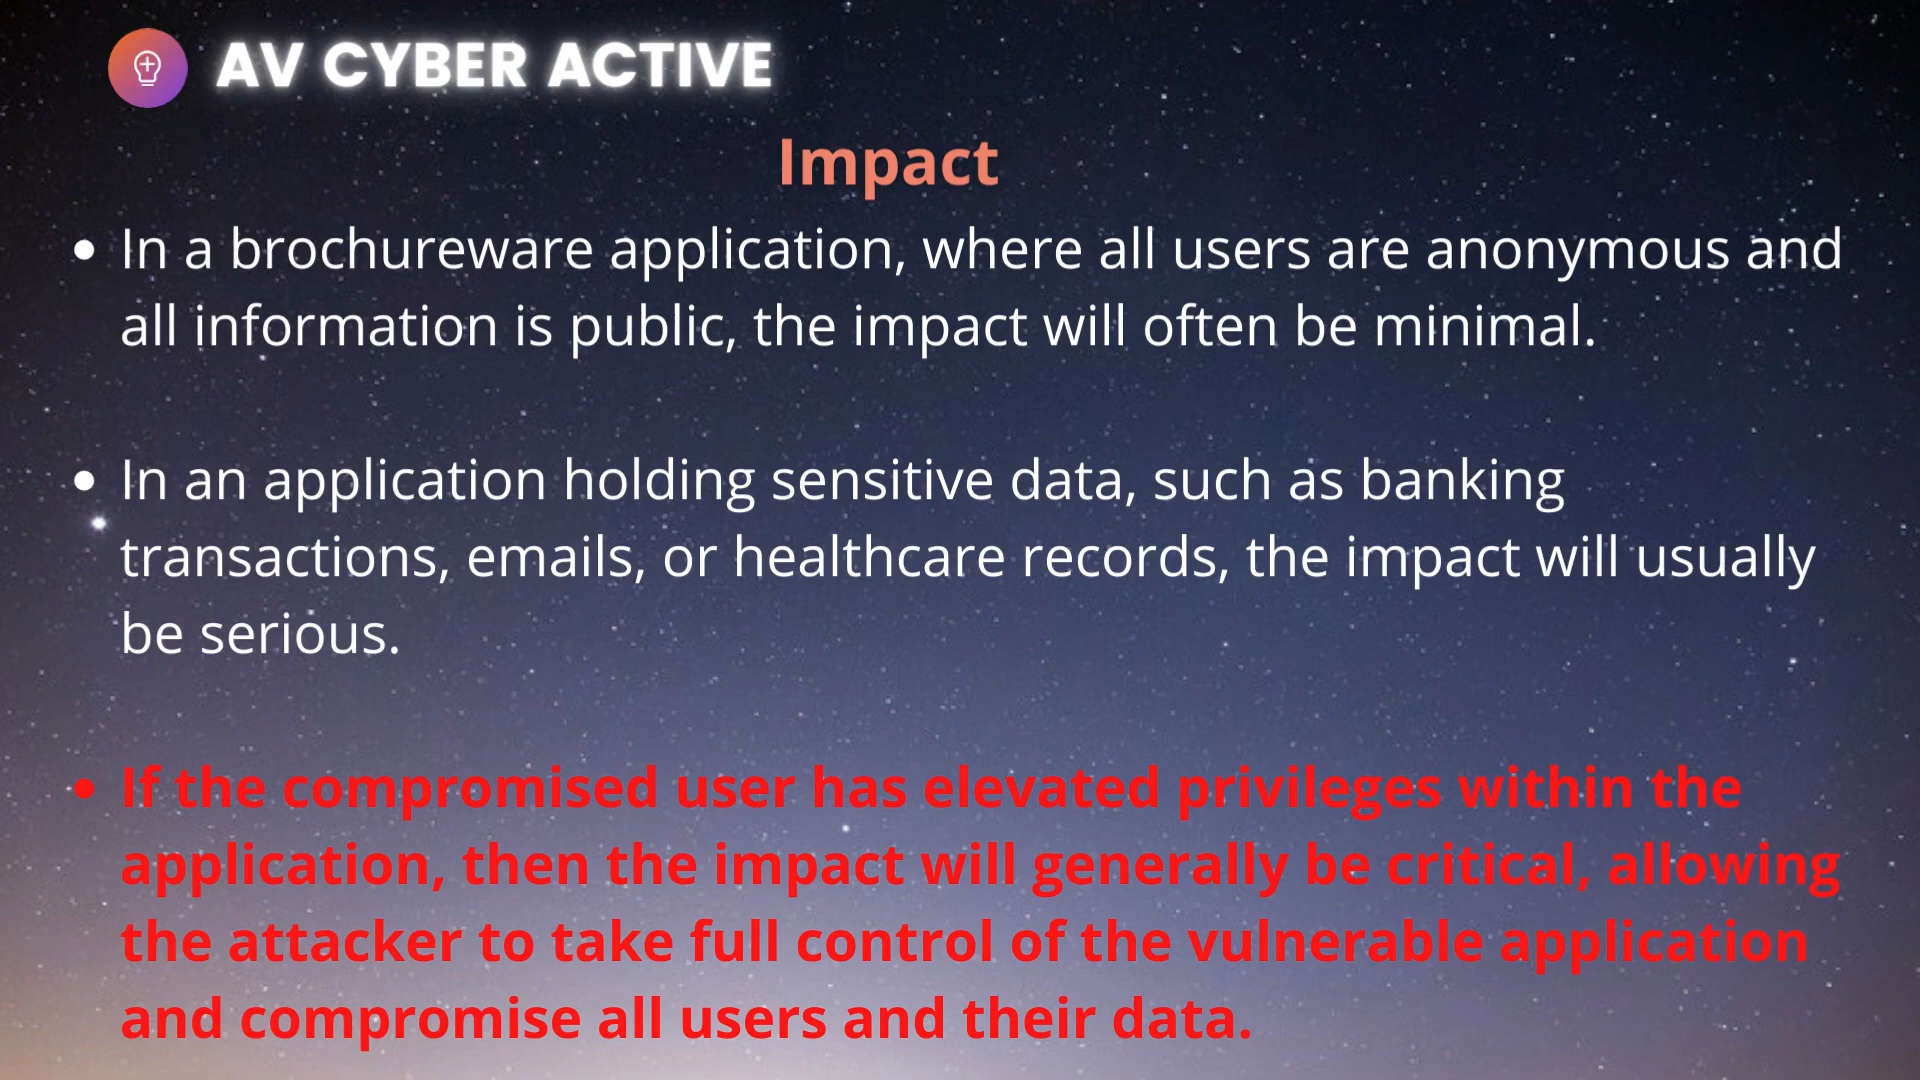 AV CYBER ACTIVE
Impact
• In a brochureware application, where all users are anonymous and
all information is public, the impact will often be minimal.
• In an application holding sensitive data, such as banking
transactions, emails, or healthcare records, the impact will usually
be serious.
• If the compromised user has elevated privileges within the
application, then the impact will generally be critical, allowing
the attacker to take full control of the vulnerable application
and compromise all users and their data.